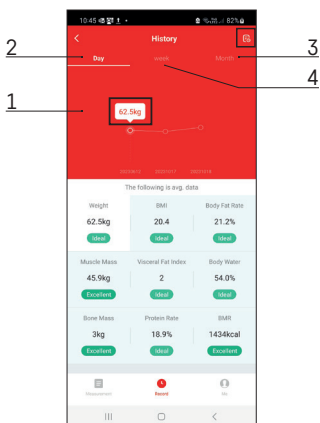 10.45 82%
History
Day week Month
62.5kg
The following is avg. data
Weight BMI Body Fat Rate
62.5kg 20.4 21.2%
Ideal Ideal Ideal
Muscle Mass Visceral Fat Index Body Water
45.9kg 2 54.0%
Excellent Ideal Ideal
Bone Mass Protein Rate BMR
3kg 18.9% 1434kcal
Excellent Ideal Excellent
Measurement Record Me
2
1
3
4